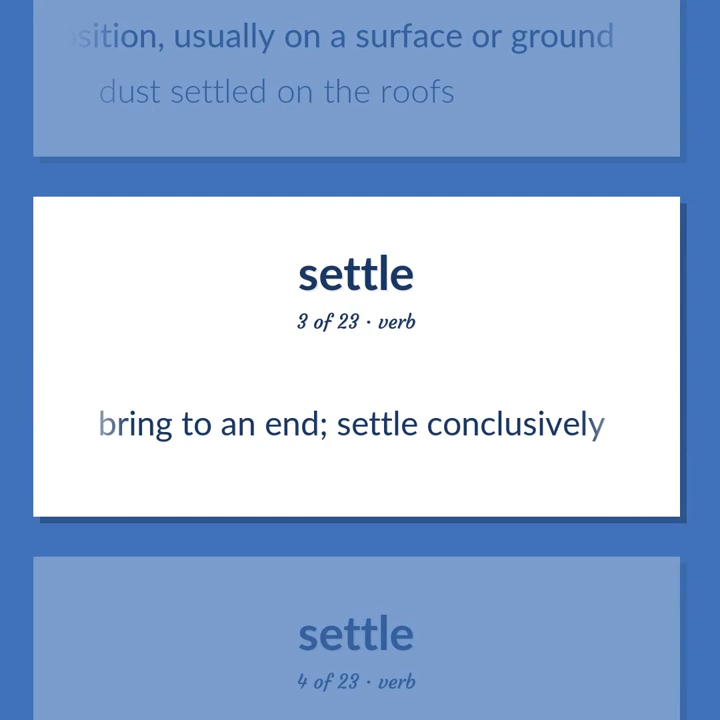 sition, usually on a surface or ground
dust settled on the roofs
settle
3 of 23 · verb
bring to an end; settle conclusively
settle
4 of 23 · verb